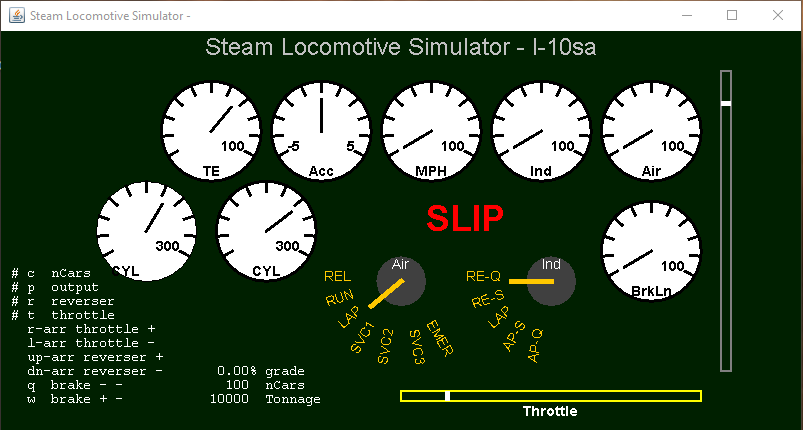 Steam Locomotive Simulator -
Steam Locomotive Simulator - I-10sa
100
TE
-5 5
Acc
100
MPH
100
Ind
100
Air
300
CYL
300
CYL
SLIP
100
BrkLn
Air
REL
RUN
LAP
SVC1
SVC2
SVC3
EMER
Ind
RE-Q
RE-S
LAP
AP-S
AP-Q
# c nCars
# p output
# r reverser
# t throttle
r-arr throttle +
l-arr throttle -
up-arr reverser +
dn-arr reverser - 0.00% grade
q brake - - 100 nCars
w brake + - 10000 Tonnage
Throttle